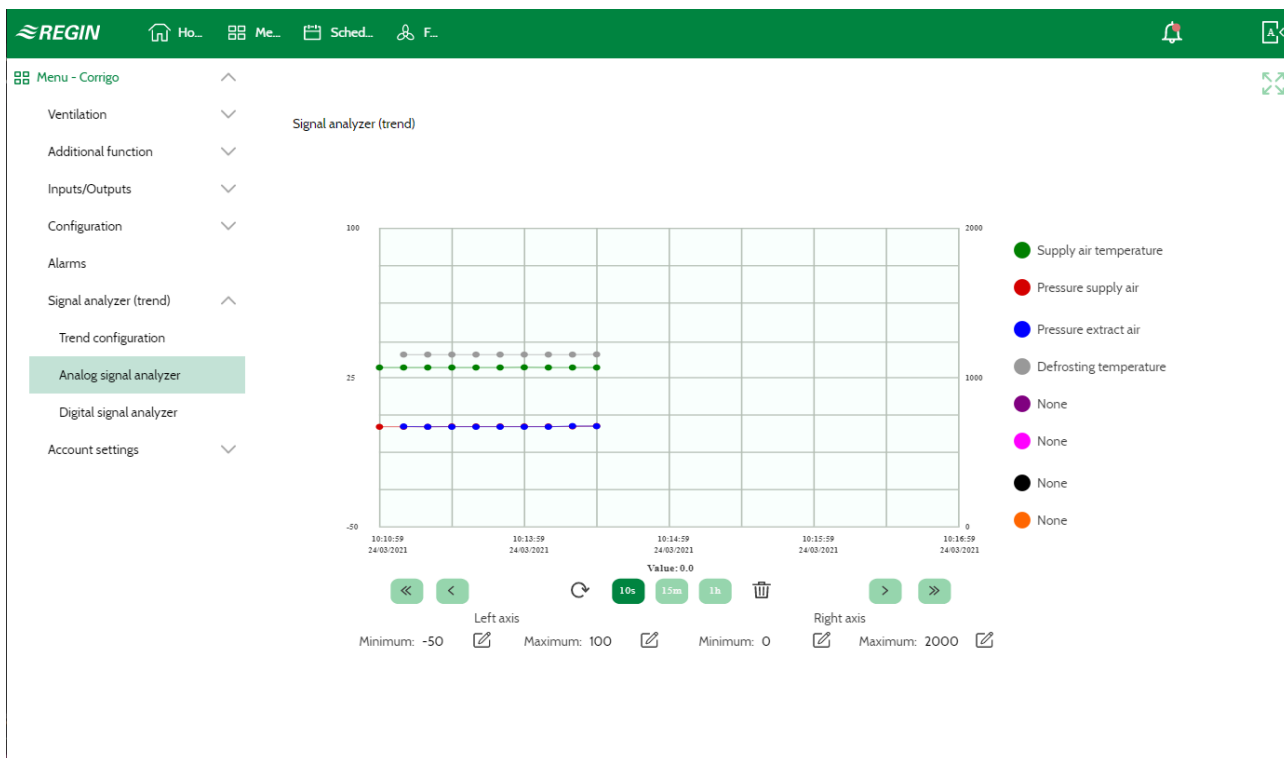 REGIN Ho... Me... Sched... F... A
Menu - Corrigo
Ventilation
Additional function
Inputs/Outputs
Configuration
Alarms
Signal analyzer (trend)
Trend configuration
Analog signal analyzer
Digital signal analyzer
Account settings
Signal analyzer (trend)
100 2000
25 1000
-50 0
10:10:59 10:13:59 10:14:59 10:15:59 10:16:59
24/03/2021 24/03/2021 24/03/2021 24/03/2021 24/03/2021
Supply air temperature
Pressure supply air
Pressure extract air
Defrosting temperature
None
None
None
None
Value: 0.0
10s 15m 1h
Left axis Right axis
Minimum: -50 Maximum: 100 Minimum: 0 Maximum: 2000